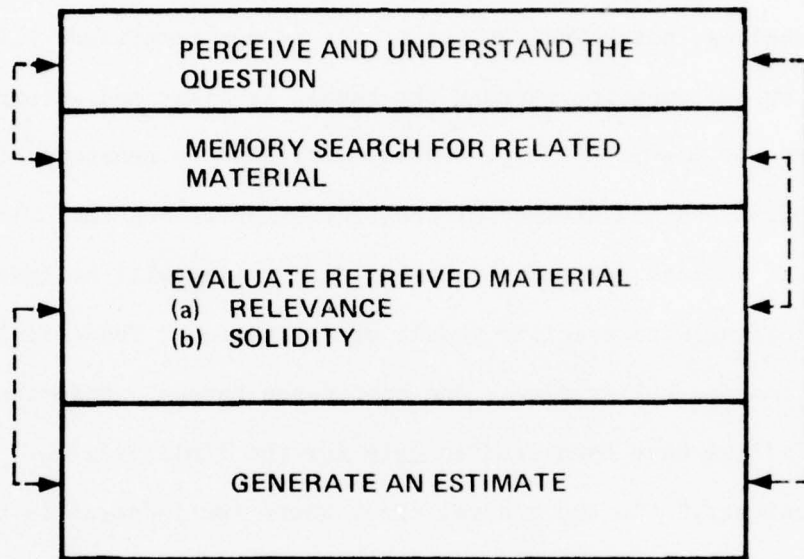 PERCEIVE AND UNDERSTAND THE
QUESTION
MEMORY SEARCH FOR RELATED
MATERIAL
EVALUATE RETREIVED MATERIAL
(a) RELEVANCE
(b) SOLIDITY
GENERATE AN ESTIMATE